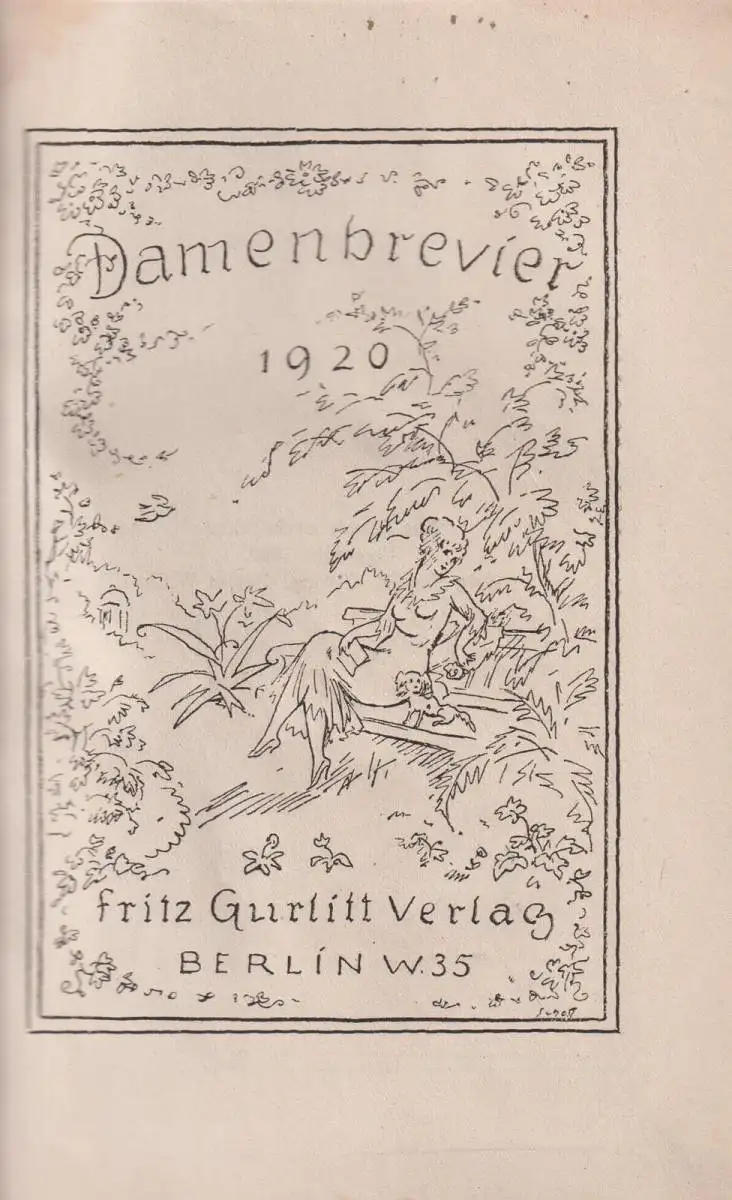 Damenbrevier
1920
Fritz Gurlitt Verlag
BERLIN W.35